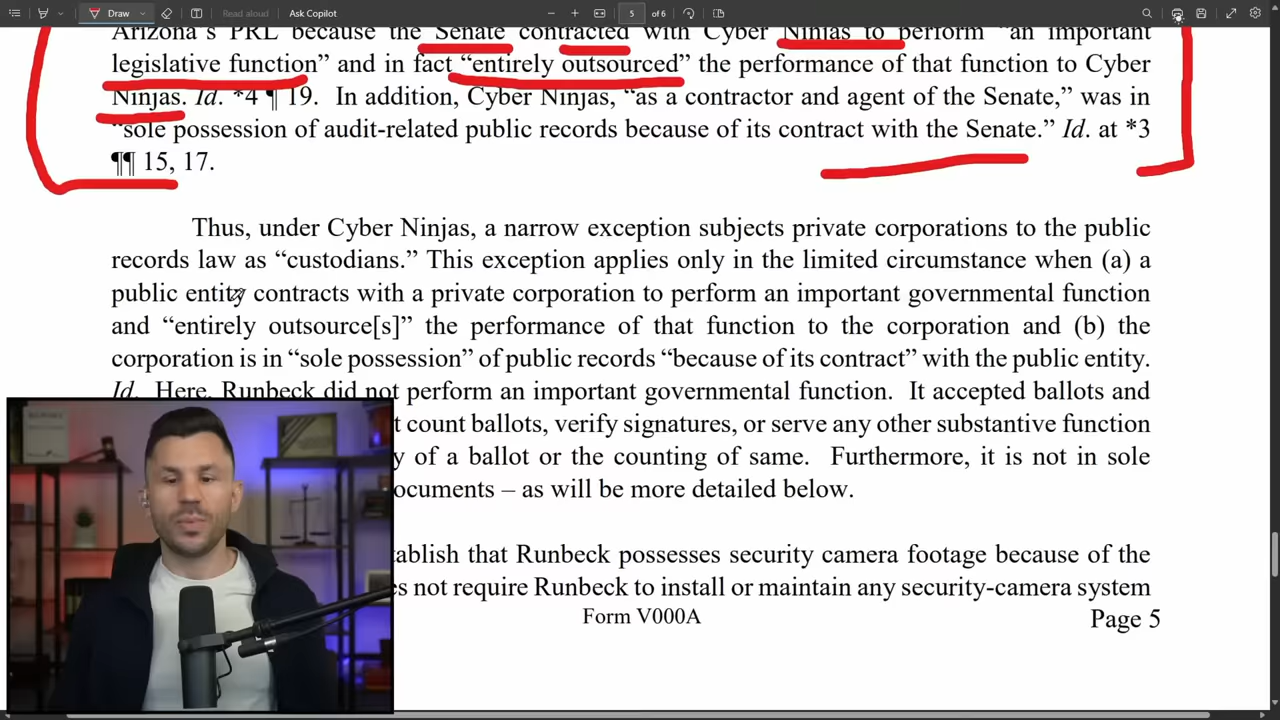 Draw
Read aloud
Ask Copilot
5 of 6
Arizona's PRL because the Senate contracted with Cyber Ninjas to perform “an important
legislative function” and in fact “entirely outsourced” the performance of that function to Cyber
Ninjas. Id. *4 ¶ 19. In addition, Cyber Ninjas, “as a contractor and agent of the Senate,” was in
“sole possession of audit-related public records because of its contract with the Senate.” Id. at *3
¶¶ 15, 17.
Thus, under Cyber Ninjas, a narrow exception subjects private corporations to the public
records law as “custodians.” This exception applies only in the limited circumstance when (a) a
public entity contracts with a private corporation to perform an important governmental function
and “entirely outsource[s]” the performance of that function to the corporation and (b) the
corporation is in “sole possession” of public records “because of its contract” with the public entity.
Id. Here, Runbeck did not perform an important governmental function. It accepted ballots and
t count ballots, verify signatures, or serve any other substantive function
y of a ballot or the counting of same. Furthermore, it is not in sole
ocuments – as will be more detailed below.
tablish that Runbeck possesses security camera footage because of the
es not require Runbeck to install or maintain any security-camera system
Form V000A
Page 5